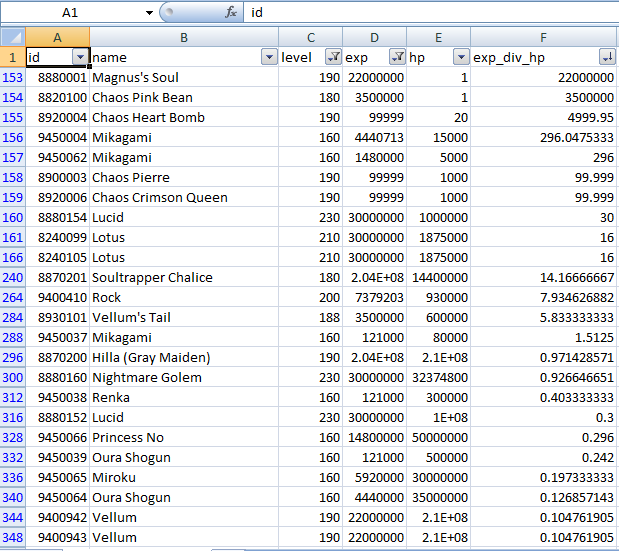 A1 fx id
A B C D E F
1 id name level exp hp exp_div_hp
153 8880001 Magnus's Soul 190 22000000 1 22000000
154 8820100 Chaos Pink Bean 180 3500000 1 3500000
155 8920004 Chaos Heart Bomb 190 99999 20 4999.95
156 9450004 Mikagami 160 4440713 15000 296.0475333
157 9450062 Mikagami 160 1480000 5000 296
158 8900003 Chaos Pierre 190 99999 1000 99.999
159 8920006 Chaos Crimson Queen 190 99999 1000 99.999
160 8880154 Lucid 230 30000000 1000000 30
161 8240099 Lotus 210 30000000 1875000 16
166 8240105 Lotus 210 30000000 1875000 16
240 8870201 Soultrapper Chalice 180 2.04E+08 14400000 14.16666667
264 9400410 Rock 200 7379203 930000 7.934626882
284 8930101 Vellum's Tail 188 3500000 600000 5.833333333
288 9450037 Mikagami 160 121000 80000 1.5125
296 8870200 Hilla (Gray Maiden) 190 2.04E+08 2.1E+08 0.971428571
300 8880160 Nightmare Golem 230 30000000 32374800 0.926646651
312 9450038 Renka 160 121000 300000 0.403333333
316 8880152 Lucid 230 30000000 1E+08 0.3
328 9450066 Princess No 160 14800000 50000000 0.296
332 9450039 Oura Shogun 160 121000 500000 0.242
336 9450065 Miroku 160 5920000 30000000 0.197333333
340 9450064 Oura Shogun 160 4440000 35000000 0.126857143
344 9400942 Vellum 190 22000000 2.1E+08 0.104761905
348 9400943 Vellum 190 22000000 2.1E+08 0.104761905